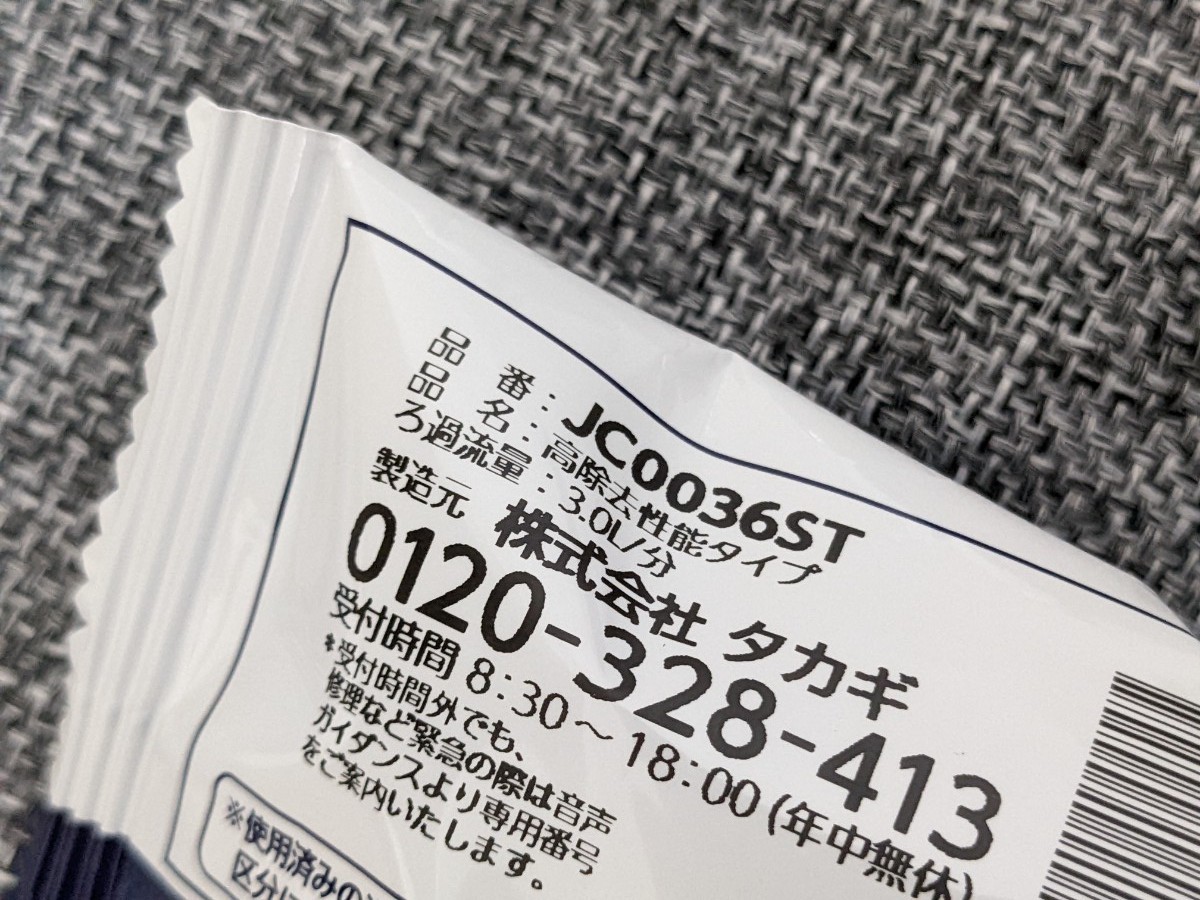 品 番：JC0036ST
品 名：高除去性能タイプ
ろ過流量：3.0L/分
製造元 株式会社 タカギ
0120-328-413
受付時間 8:30～18:00（年中無休）
*受付時間外でも、
修理など緊急の際は音声
ガイダンスより専用番号
をご案内いたします。
※使用済みの
区分に